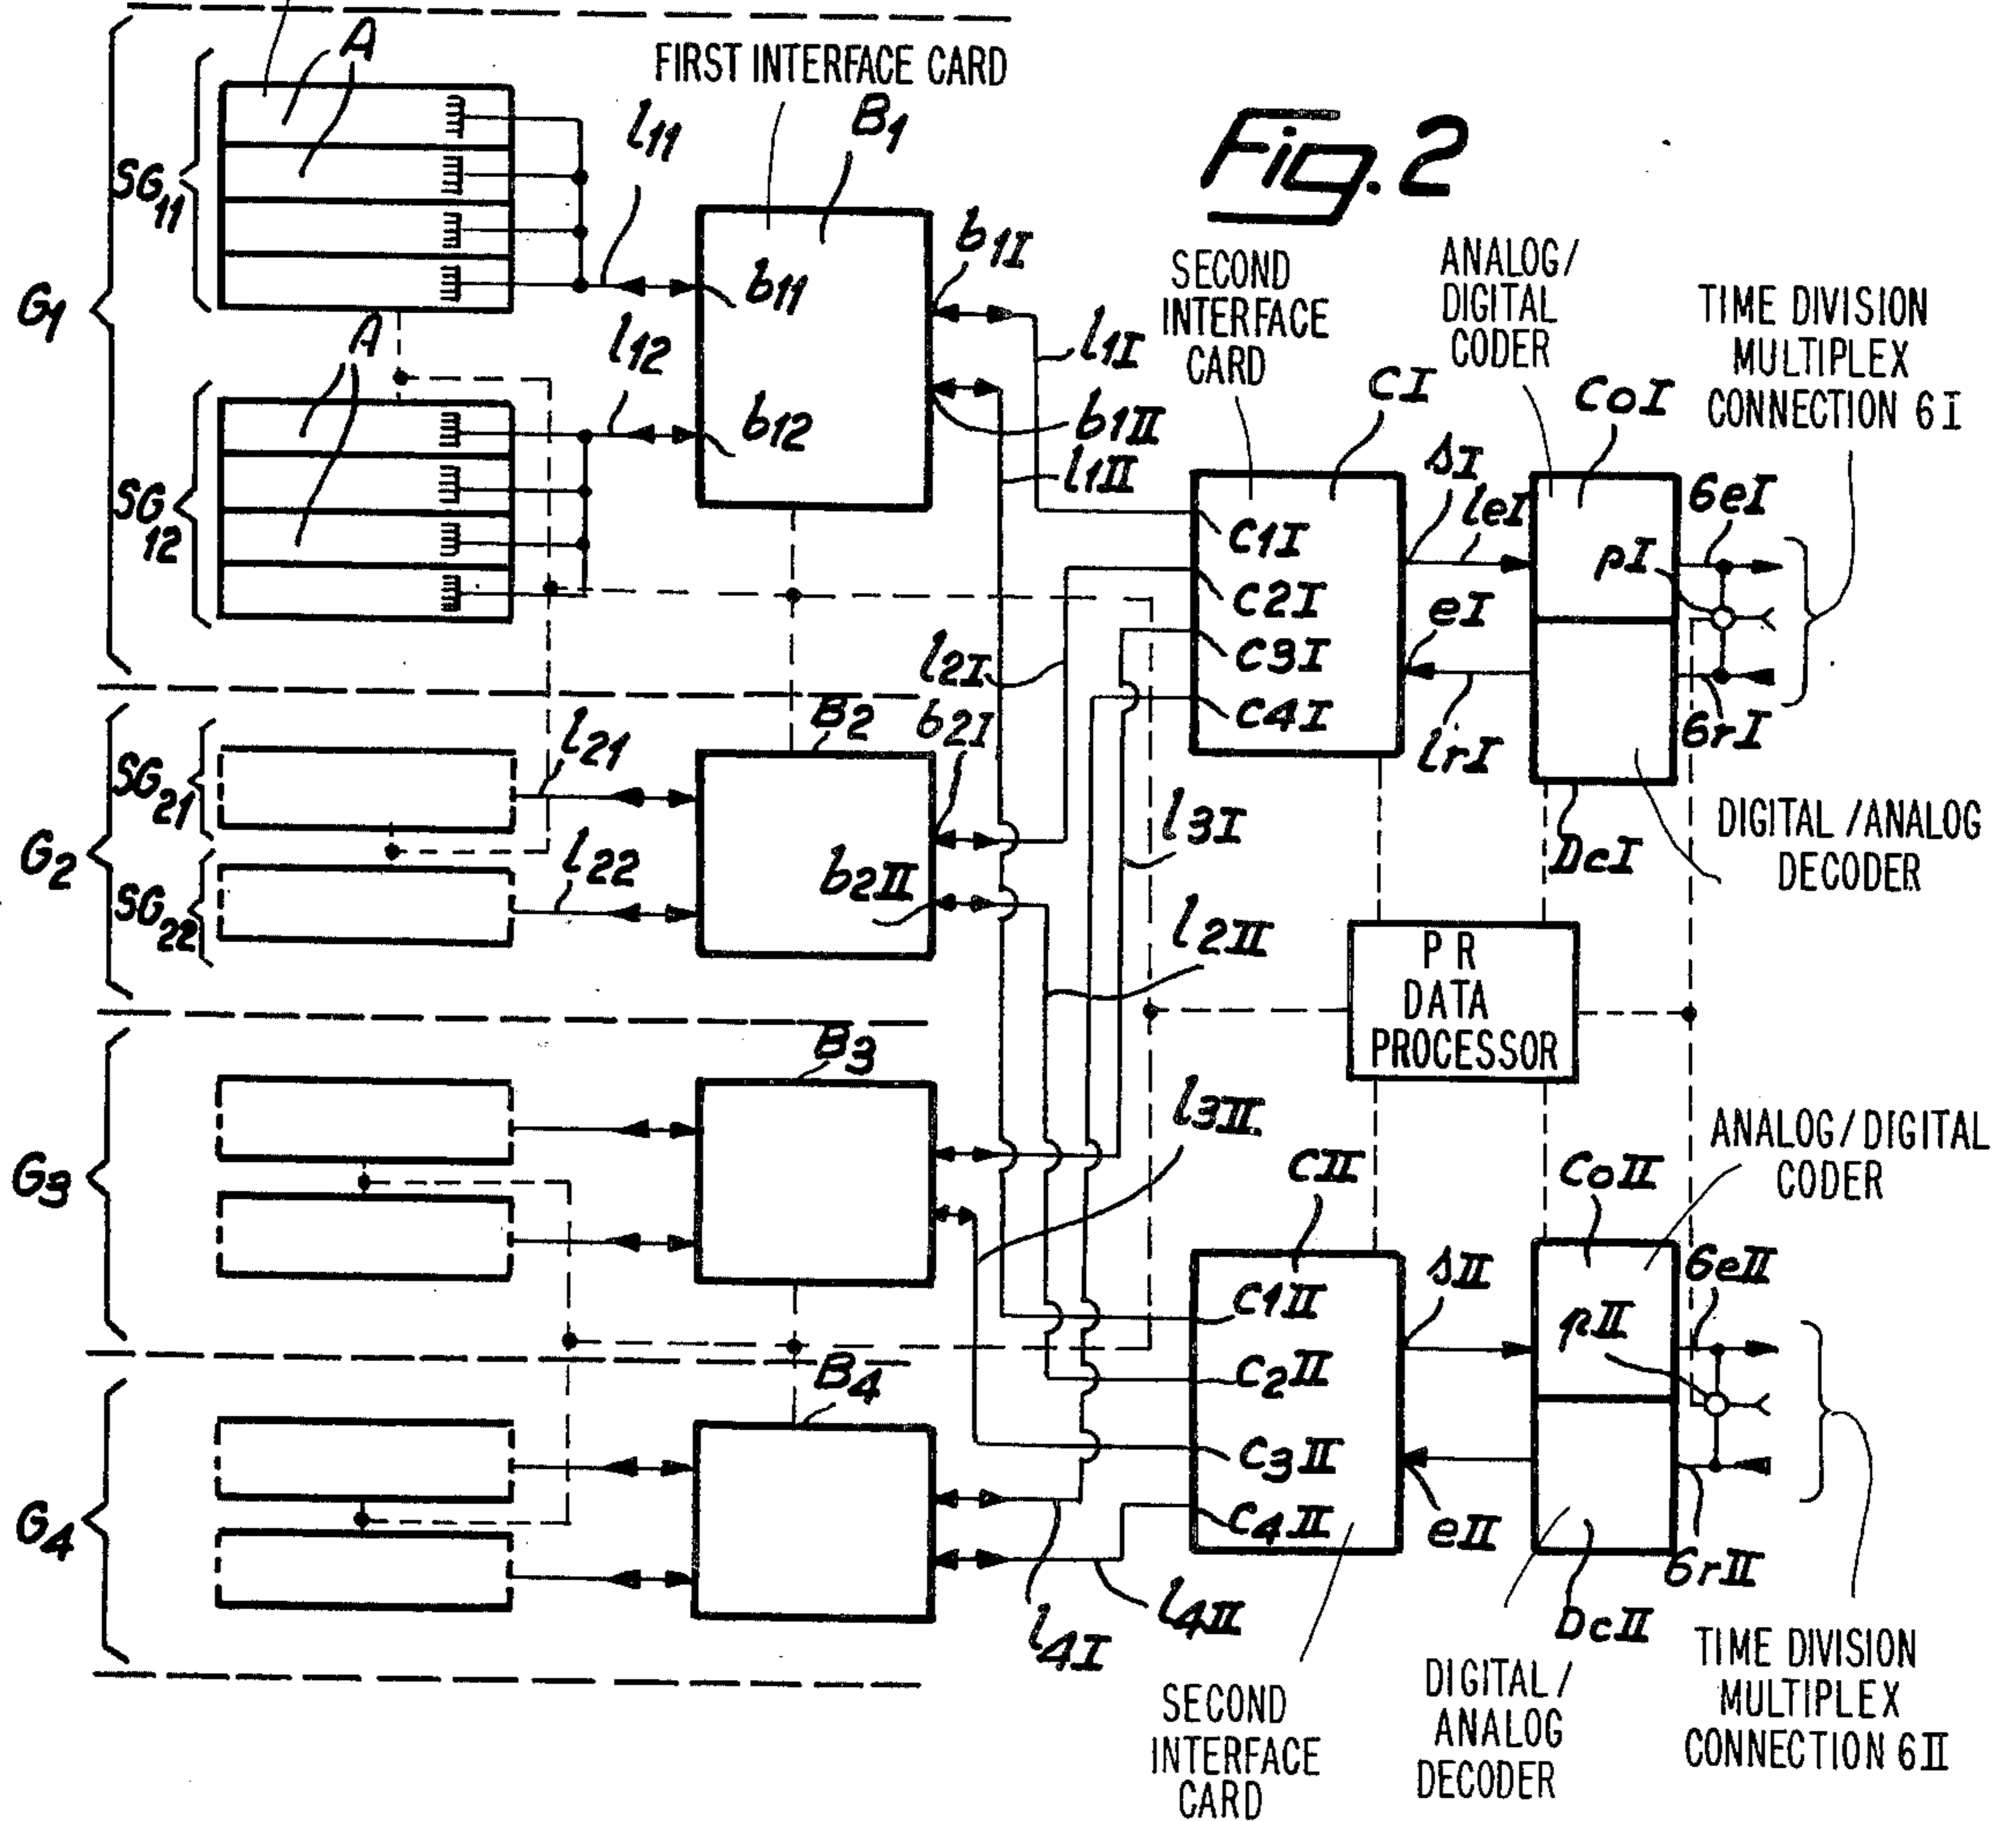 Fig. 2
FIRST INTERFACE CARD
A
l11
B1
G1
SG11
b11
b1I
l1I
A
l12
b12
b1II
l1II
SG12
SECOND
INTERFACE
CARD
CI
ANALOG/
DIGITAL
CODER
CoI
TIME DIVISION
MULTIPLEX
CONNECTION 6I
sI
leI
6eI
C1I
C2I
C3I
C4I
pI
eI
lrI
6rI
DcI
DIGITAL/ANALOG
DECODER
l2I
B2
b2I
G2
SG21
l21
SG22
l22
b2II
l3I
l2II
PR
DATA
PROCESSOR
G3
B3
l3II
ANALOG/DIGITAL
CODER
CII
CoII
sII
6eII
C1II
C2II
C3II
C4II
pII
eII
6rII
DcII
G4
B4
l4I
l4II
SECOND
INTERFACE
CARD
DIGITAL/
ANALOG
DECODER
TIME DIVISION
MULTIPLEX
CONNECTION 6II